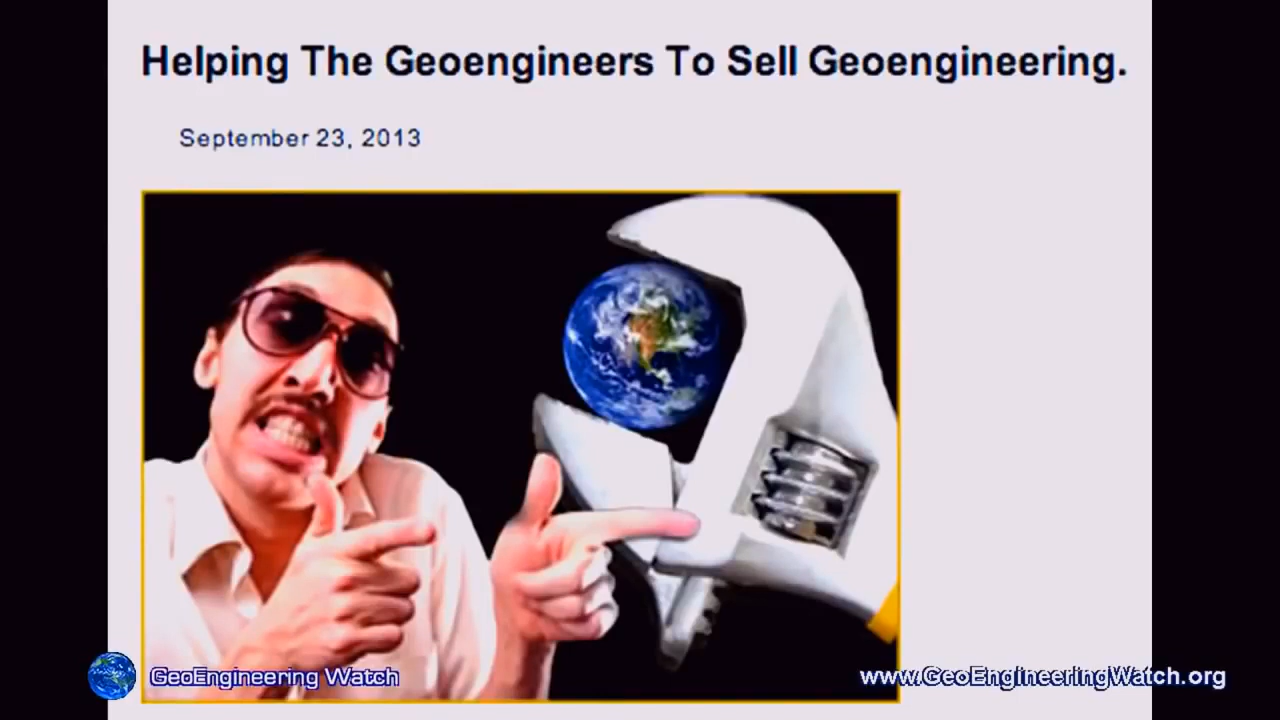 Helping The Geoengineers To Sell Geoengineering.
September 23, 2013
GeoEngineering Watch
www.GeoEngineeringWatch.org